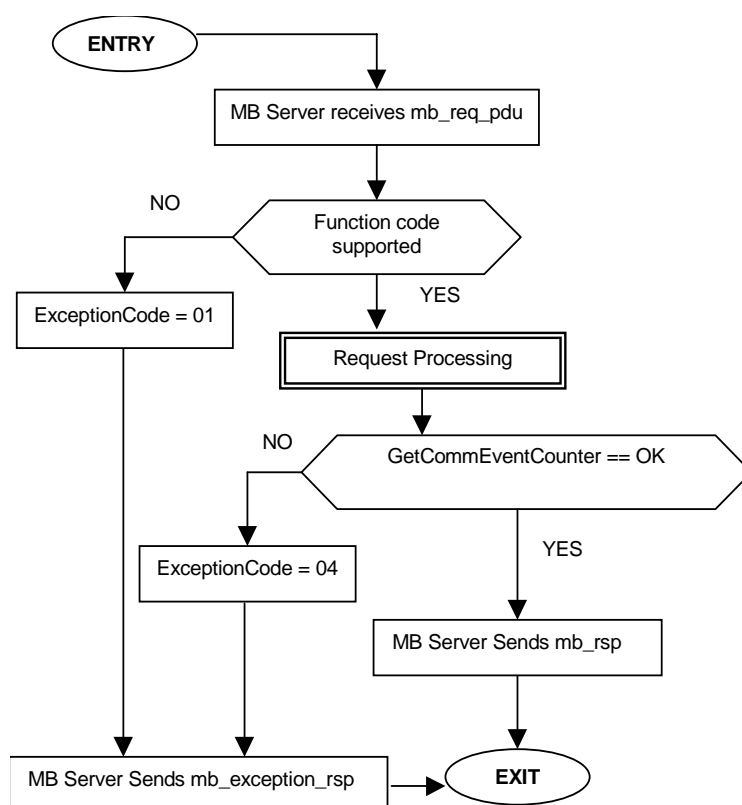 ENTRY
MB Server receives mb_req_pdu
NO
Function code
supported
YES
ExceptionCode = 01
Request Processing
NO
GetCommEventCounter == OK
YES
ExceptionCode = 04
MB Server Sends mb_rsp
MB Server Sends mb_exception_rsp
EXIT